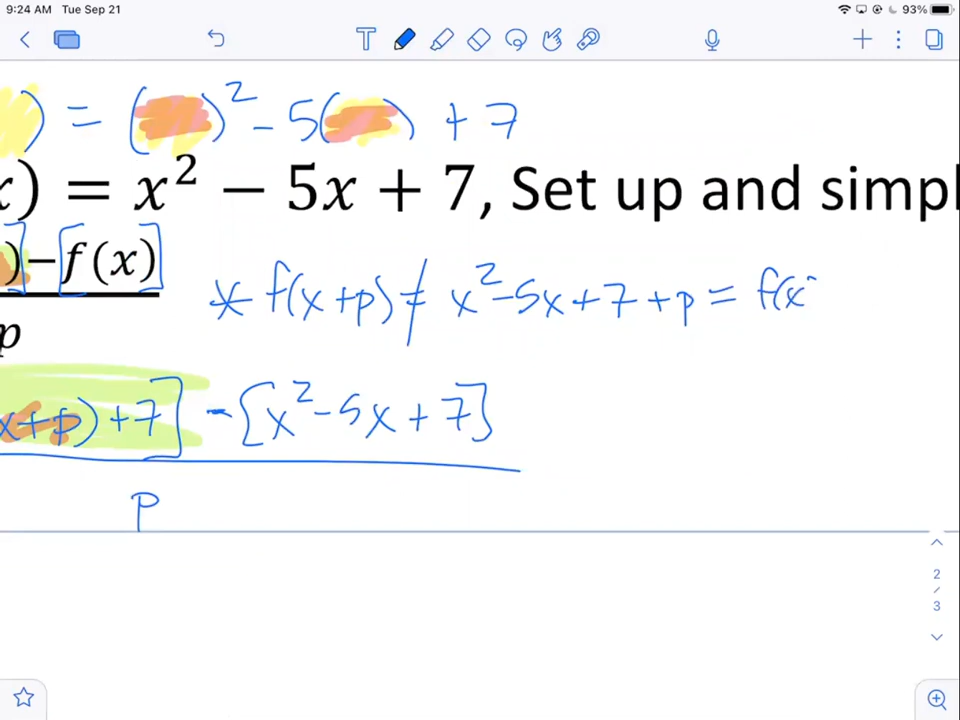 9:24 AM Tue Sep 21 93%
) = ( )² - 5( ) + 7
x) = x² − 5x + 7, Set up and simpl
)] − [f(x)]
p
* f(x+p) ≠ x² - 5x + 7 + p = f(x
x+p) + 7] - [x² - 5x + 7]
p
2
/
3